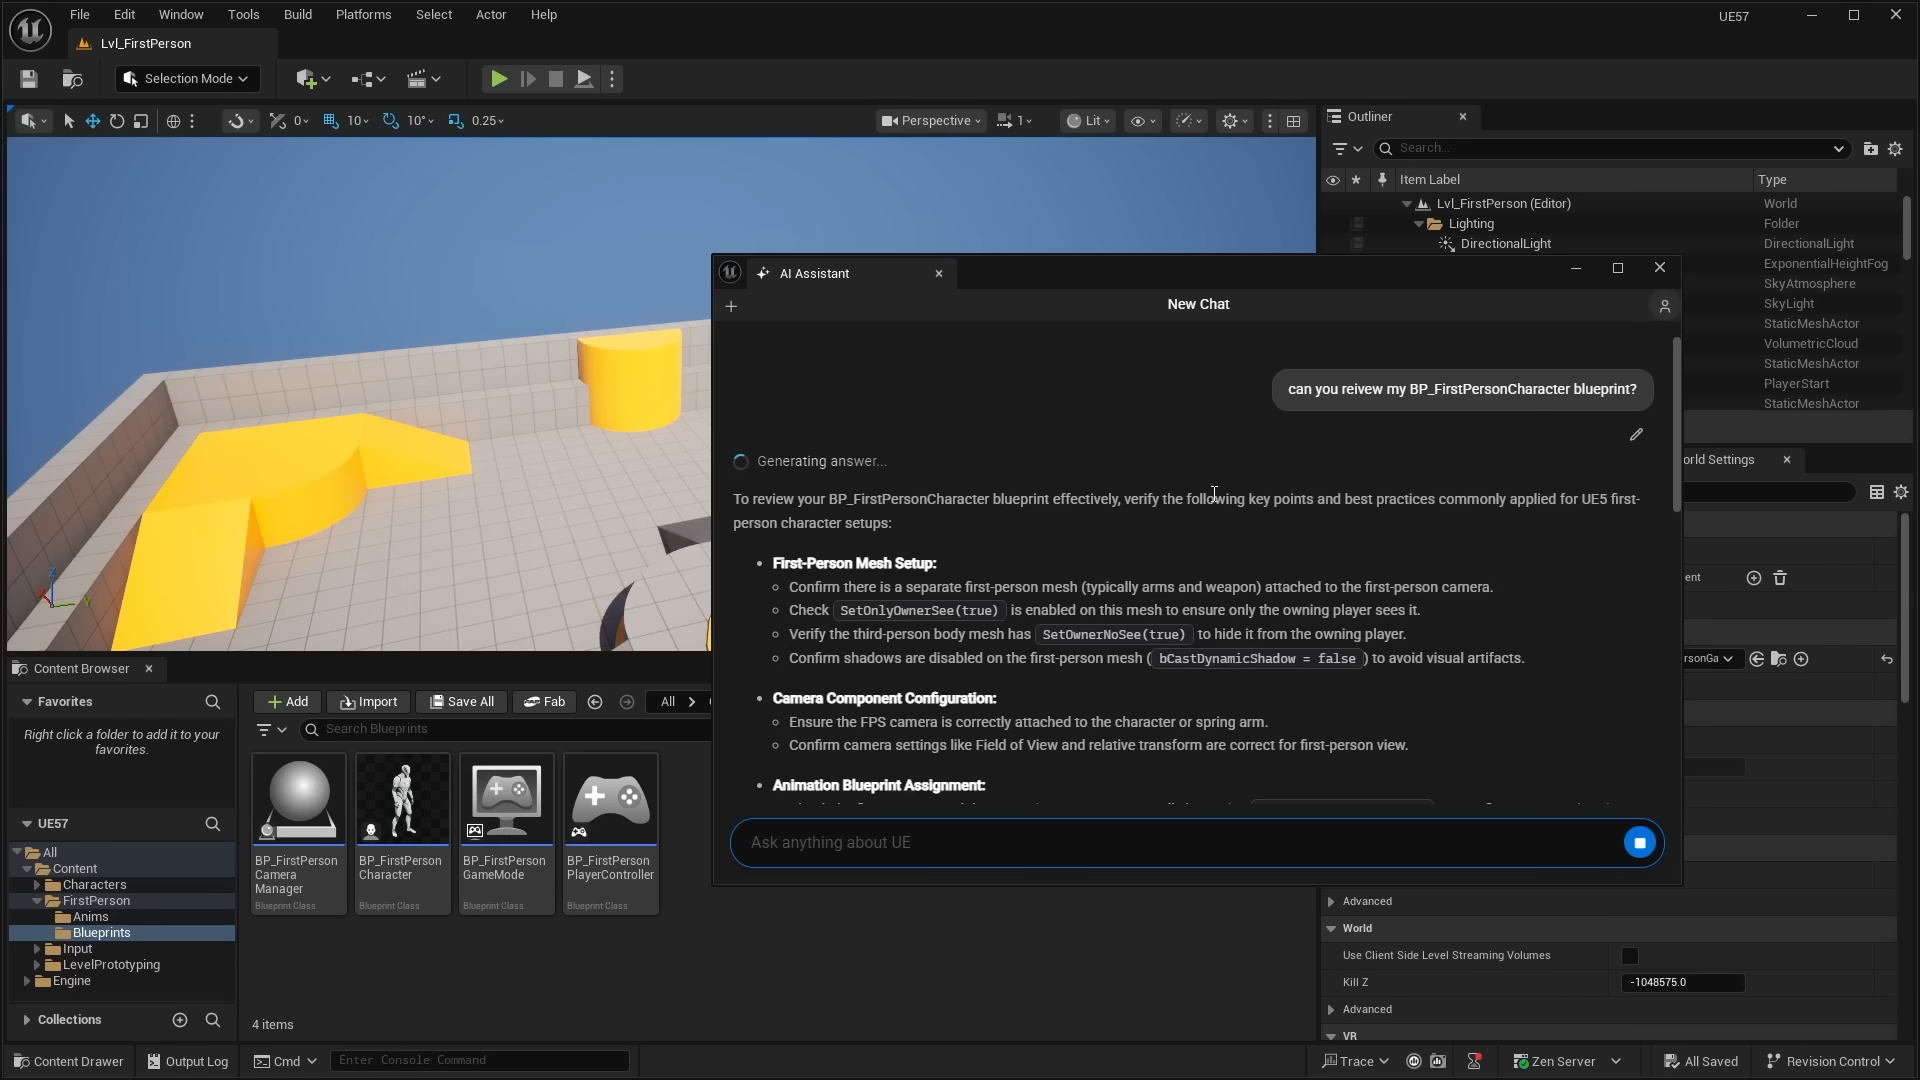 File Edit Window Tools Build Platforms Select Actor Help
UE57
Lvl_FirstPerson
Selection Mode
0 10 10° 0.25
Perspective 1 Lit
Outliner
Search...
Item Label Type
Lvl_FirstPerson (Editor) World
Lighting Folder
DirectionalLight DirectionalLight
ExponentialHeightFog
SkyAtmosphere
SkyLight
StaticMeshActor
VolumetricCloud
StaticMeshActor
PlayerStart
StaticMeshActor
AI Assistant
New Chat
can you reivew my BP_FirstPersonCharacter blueprint?
Generating answer...
To review your BP_FirstPersonCharacter blueprint effectively, verify the following key points and best practices commonly applied for UE5 first-
person character setups:
First-Person Mesh Setup:
Confirm there is a separate first-person mesh (typically arms and weapon) attached to the first-person camera.
Check SetOnlyOwnerSee(true) is enabled on this mesh to ensure only the owning player sees it.
Verify the third-person body mesh has SetOwnerNoSee(true) to hide it from the owning player.
Confirm shadows are disabled on the first-person mesh (bCastDynamicShadow = false) to avoid visual artifacts.
Camera Component Configuration:
Ensure the FPS camera is correctly attached to the character or spring arm.
Confirm camera settings like Field of View and relative transform are correct for first-person view.
Animation Blueprint Assignment:
Ask anything about UE
orld Settings
ent
rsonGa
Z
X
Y
Content Browser
Favorites
Right click a folder to add it to your
favorites.
UE57
All
Content
Characters
FirstPerson
Anims
Blueprints
Input
LevelPrototyping
Engine
Collections
Add Import Save All Fab All
Search Blueprints
BP_FirstPerson
Camera
Manager
Blueprint Class
BP_FirstPerson
Character
Blueprint Class
BP_FirstPerson
GameMode
Blueprint Class
BP_FirstPerson
PlayerController
Blueprint Class
4 items
Advanced
World
Use Client Side Level Streaming Volumes
Kill Z -1048575.0
Advanced
VR
Content Drawer Output Log Cmd Enter Console Command
Trace Zen Server All Saved Revision Control